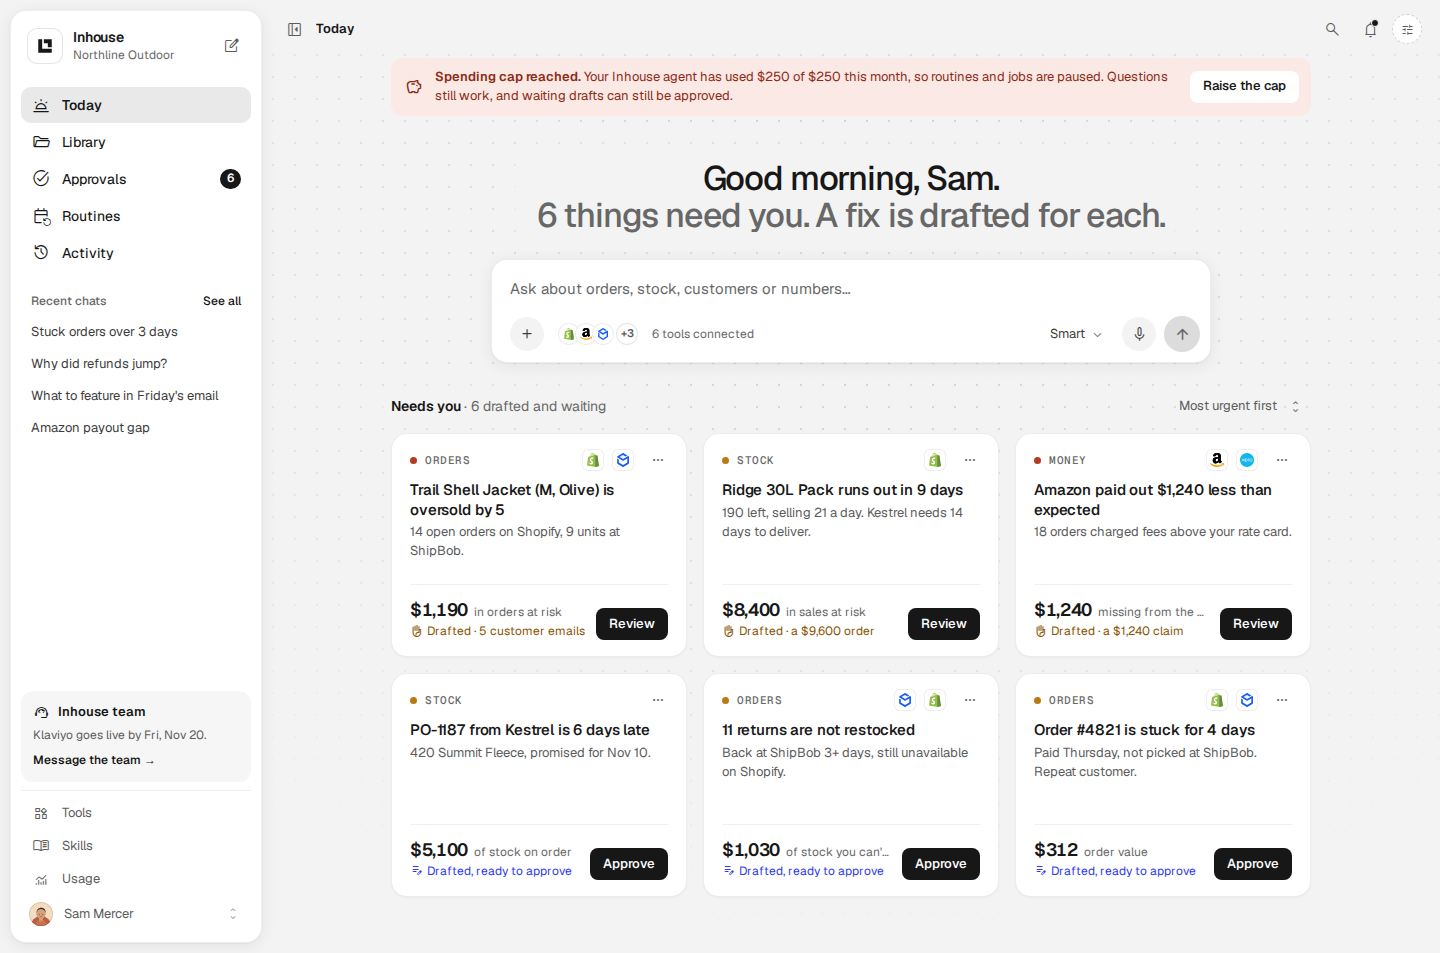 Inhouse
Northline Outdoor
Today
Library
Approvals
6
Routines
Activity
Recent chats
See all
Stuck orders over 3 days
Why did refunds jump?
What to feature in Friday's email
Amazon payout gap
Inhouse team
Klaviyo goes live by Fri, Nov 20.
Message the team →
Tools
Skills
Usage
Sam Mercer
Today
Spending cap reached. Your Inhouse agent has used $250 of $250 this month, so routines and jobs are paused. Questions
still work, and waiting drafts can still be approved.
Raise the cap
Good morning, Sam.
6 things need you. A fix is drafted for each.
Ask about orders, stock, customers or numbers...
+3
6 tools connected
Smart
Needs you · 6 drafted and waiting
Most urgent first
ORDERS
Trail Shell Jacket (M, Olive) is
oversold by 5
14 open orders on Shopify, 9 units at
ShipBob.
$1,190 in orders at risk
Drafted · 5 customer emails
Review
STOCK
Ridge 30L Pack runs out in 9 days
190 left, selling 21 a day. Kestrel needs 14
days to deliver.
$8,400 in sales at risk
Drafted · a $9,600 order
Review
MONEY
Amazon paid out $1,240 less than
expected
18 orders charged fees above your rate card.
$1,240 missing from the ...
Drafted · a $1,240 claim
Review
STOCK
PO-1187 from Kestrel is 6 days late
420 Summit Fleece, promised for Nov 10.
$5,100 of stock on order
Drafted, ready to approve
Approve
ORDERS
11 returns are not restocked
Back at ShipBob 3+ days, still unavailable
on Shopify.
$1,030 of stock you can'...
Drafted, ready to approve
Approve
ORDERS
Order #4821 is stuck for 4 days
Paid Thursday, not picked at ShipBob.
Repeat customer.
$312 order value
Drafted, ready to approve
Approve